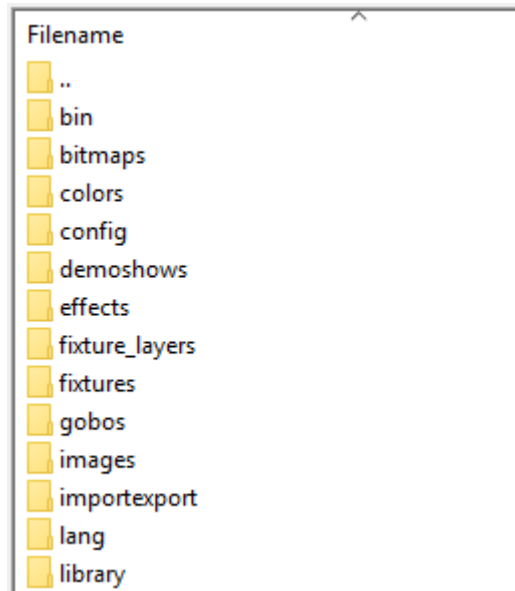 Filename
..
bin
bitmaps
colors
config
demoshows
effects
fixture_layers
fixtures
gobos
images
importexport
lang
library